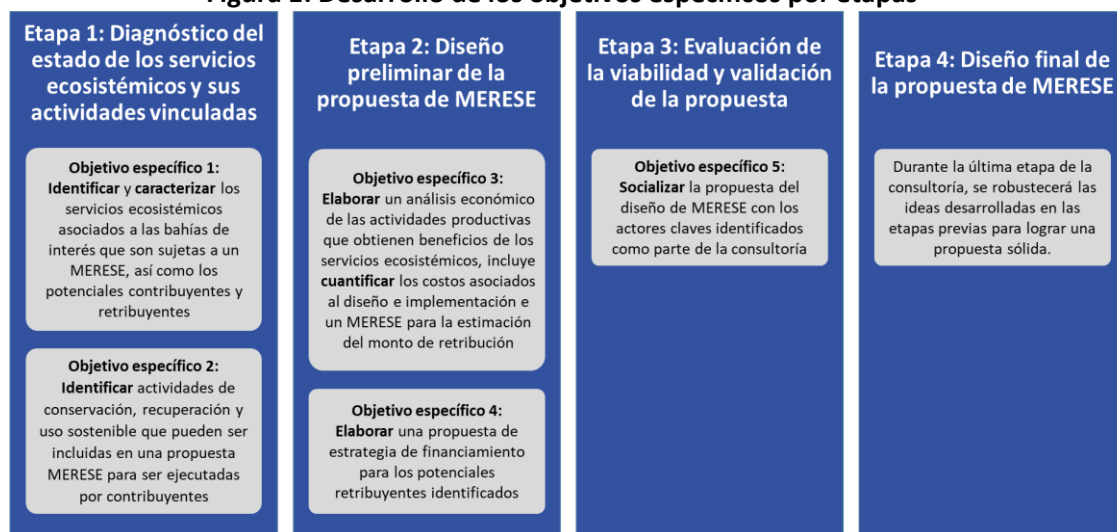 Figura 1: Desarrollo de los objetivos específicos por etapas
Etapa 1: Diagnóstico del
estado de los servicios
ecosistémicos y sus
actividades vinculadas
Objetivo específico 1:
Identificar y caracterizar los
servicios ecosistémicos
asociados a las bahías de
interés que son sujetas a un
MERESE, así como los
potenciales contribuyentes y
retribuyentes
Objetivo específico 2:
Identificar actividades de
conservación, recuperación y
uso sostenible que pueden ser
incluidas en una propuesta
MERESE para ser ejecutadas
por contribuyentes
Etapa 2: Diseño
preliminar de la
propuesta de MERESE
Objetivo específico 3:
Elaborar un análisis económico
de las actividades productivas
que obtienen beneficios de los
servicios ecosistémicos, incluye
cuantificar los costos asociados
al diseño e implementación e
un MERESE para la estimación
del monto de retribución
Objetivo específico 4:
Elaborar una propuesta de
estrategia de financiamiento
para los potenciales
retribuyentes identificados
Etapa 3: Evaluación de
la viabilidad y validación
de la propuesta
Objetivo específico 5:
Socializar la propuesta del
diseño de MERESE con los
actores claves identificados
como parte de la consultoría
Etapa 4: Diseño final de
la propuesta de MERESE
Durante la última etapa de la
consultoría, se robustecerá las
ideas desarrolladas en las
etapas previas para lograr una
propuesta sólida.